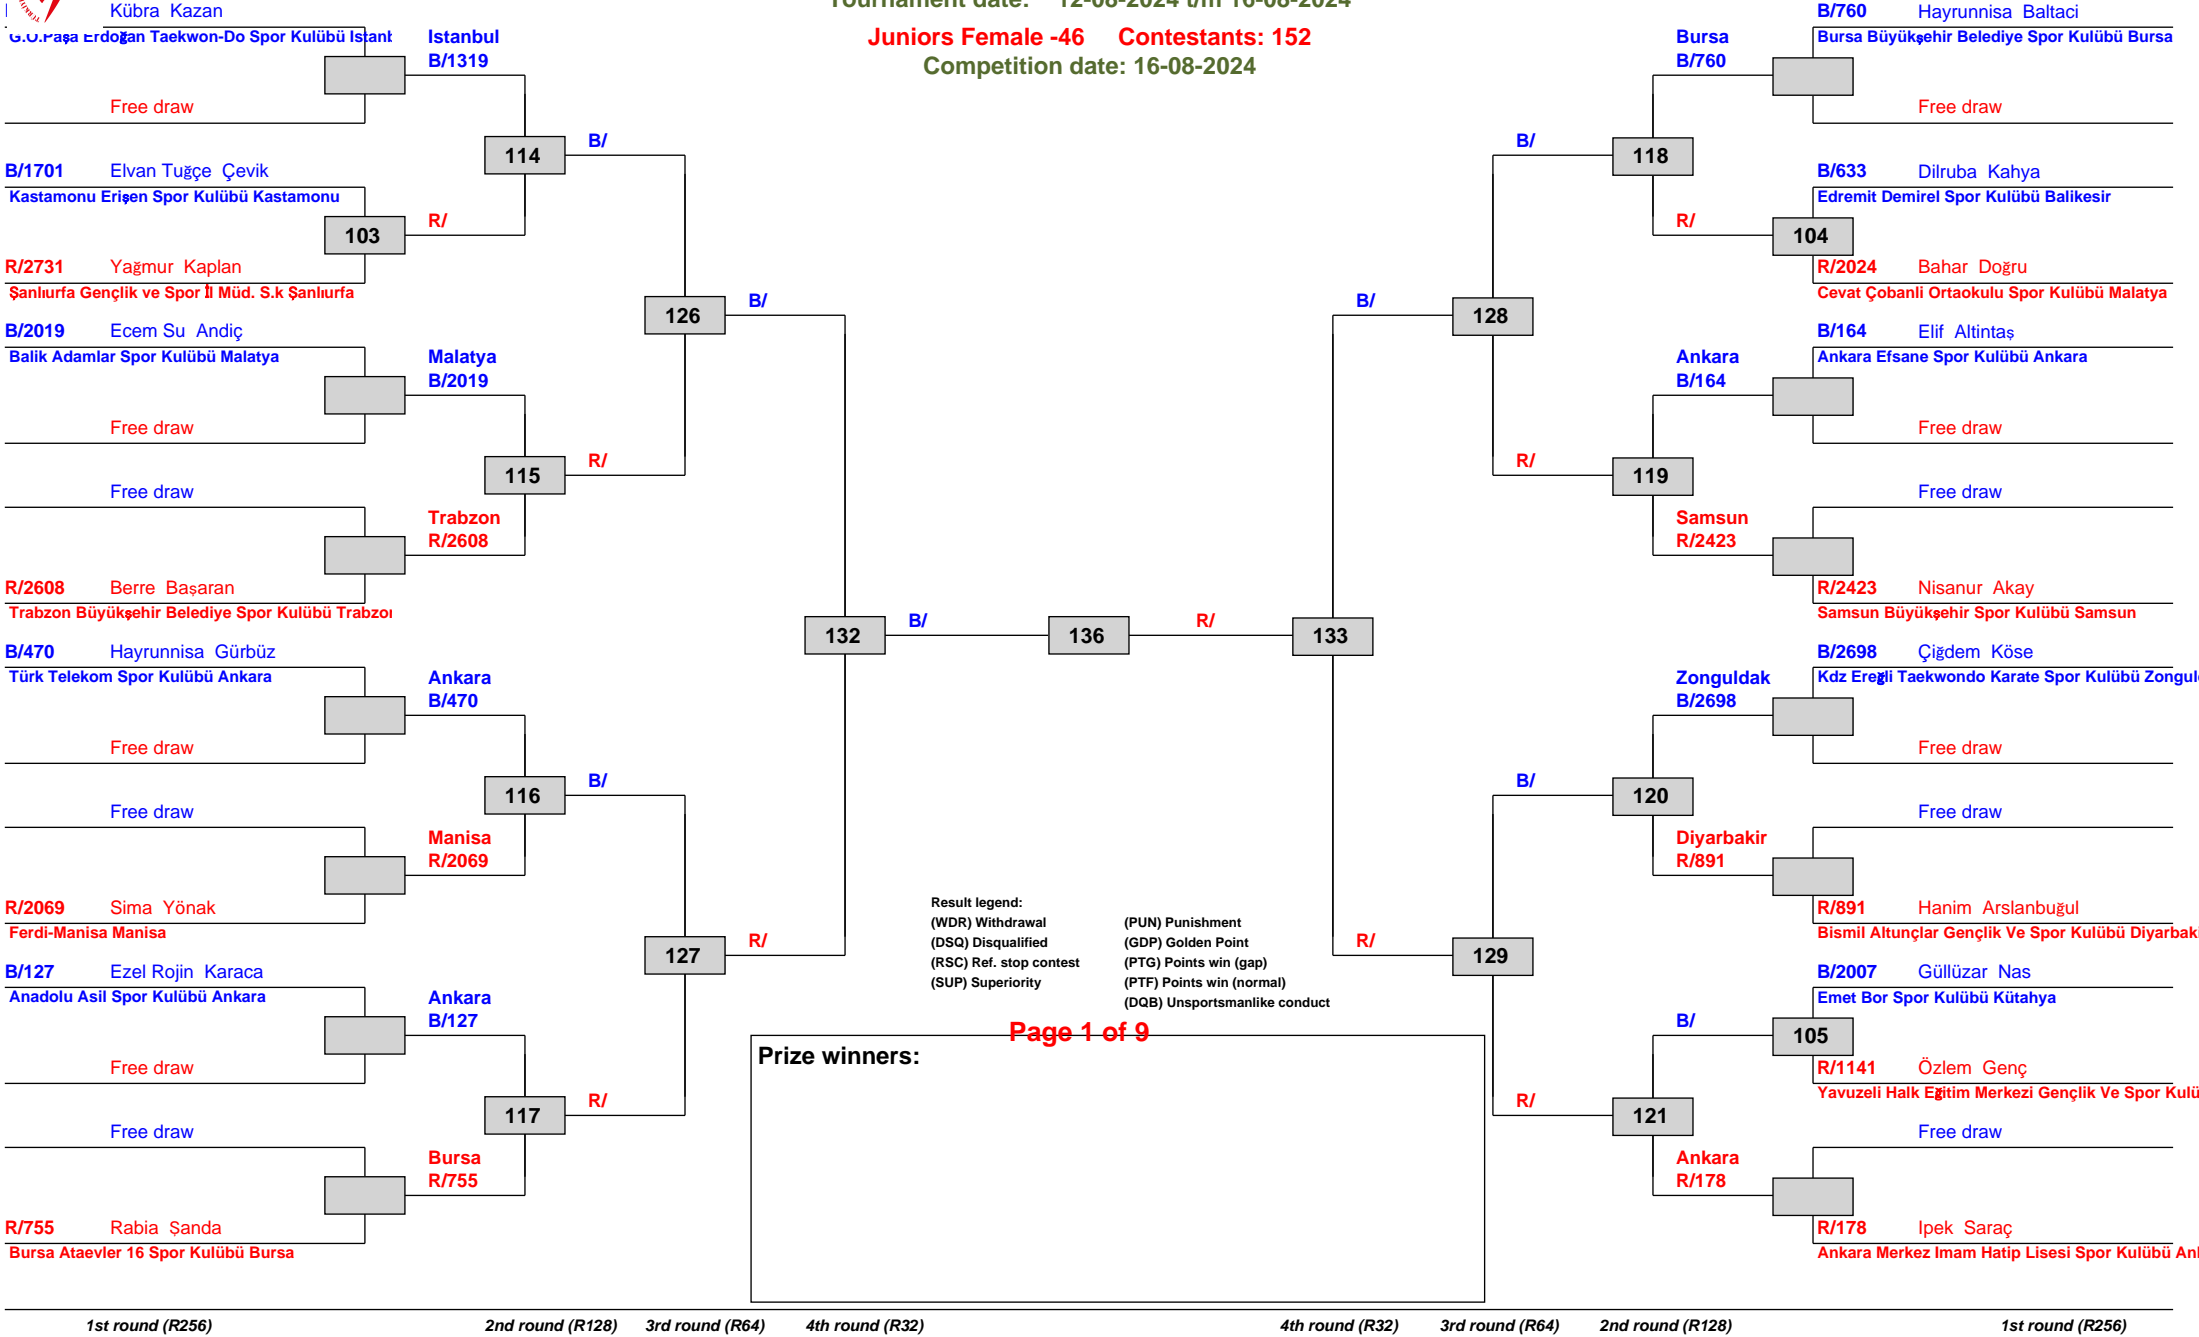 Tournament date: 12-08-2024 t/m 16-08-2024
Juniors Female -46 Contestants: 152
Competition date: 16-08-2024
Kübra Kazan
G.O.Paşa Erdoğan Taekwon-Do Spor Kulübü Istanb
Istanbul
B/1319
Free draw
114
B/
B/1701 Elvan Tuğçe Çevik
Kastamonu Erişen Spor Kulübü Kastamonu
103
R/
R/2731 Yağmur Kaplan
Şanlıurfa Gençlik ve Spor İl Müd. S.k Şanlıurfa
126
B/
B/2019 Ecem Su Andiç
Balik Adamlar Spor Kulübü Malatya
Malatya
B/2019
Free draw
115
R/
Free draw
Trabzon
R/2608
R/2608 Berre Başaran
Trabzon Büyükşehir Belediye Spor Kulübü Trabzon
132
B/
136
R/
133
B/470 Hayrunnisa Gürbüz
Türk Telekom Spor Kulübü Ankara
Ankara
B/470
Free draw
116
B/
Free draw
Manisa
R/2069
R/2069 Sima Yönak
Ferdi-Manisa Manisa
127
R/
B/127 Ezel Rojin Karaca
Anadolu Asil Spor Kulübü Ankara
Ankara
B/127
Free draw
117
R/
Free draw
Bursa
R/755
R/755 Rabia Şanda
Bursa Ataevler 16 Spor Kulübü Bursa
B/760 Hayrunnisa Baltaci
Bursa Büyükşehir Belediye Spor Kulübü Bursa
Bursa
B/760
Free draw
B/
118
B/633 Dilruba Kahya
Edremit Demirel Spor Kulübü Balikesir
R/
104
R/2024 Bahar Doğru
Cevat Çobanli Ortaokulu Spor Kulübü Malatya
B/
128
B/164 Elif Altintaş
Ankara Efsane Spor Kulübü Ankara
Ankara
B/164
Free draw
R/
119
Free draw
Samsun
R/2423
R/2423 Nisanur Akay
Samsun Büyükşehir Spor Kulübü Samsun
B/2698 Çiğdem Köse
Kdz Ereğli Taekwondo Karate Spor Kulübü Zongul
Zonguldak
B/2698
Free draw
B/
120
Free draw
Diyarbakir
R/891
R/891 Hanim Arslanbuğul
Bismil Altunçlar Gençlik Ve Spor Kulübü Diyarbaki
R/
129
B/2007 Güllüzar Nas
Emet Bor Spor Kulübü Kütahya
B/
105
R/1141 Özlem Genç
Yavuzeli Halk Eğitim Merkezi Gençlik Ve Spor Kulü
R/
121
Free draw
Ankara
R/178
R/178 Ipek Saraç
Ankara Merkez Imam Hatip Lisesi Spor Kulübü An
Result legend:
(WDR) Withdrawal (PUN) Punishment
(DSQ) Disqualified (GDP) Golden Point
(RSC) Ref. stop contest (PTG) Points win (gap)
(SUP) Superiority (PTF) Points win (normal)
(DQB) Unsportsmanlike conduct
Page 1 of 9
Prize winners:
1st round (R256) 2nd round (R128) 3rd round (R64) 4th round (R32) 4th round (R32) 3rd round (R64) 2nd round (R128) 1st round (R256)